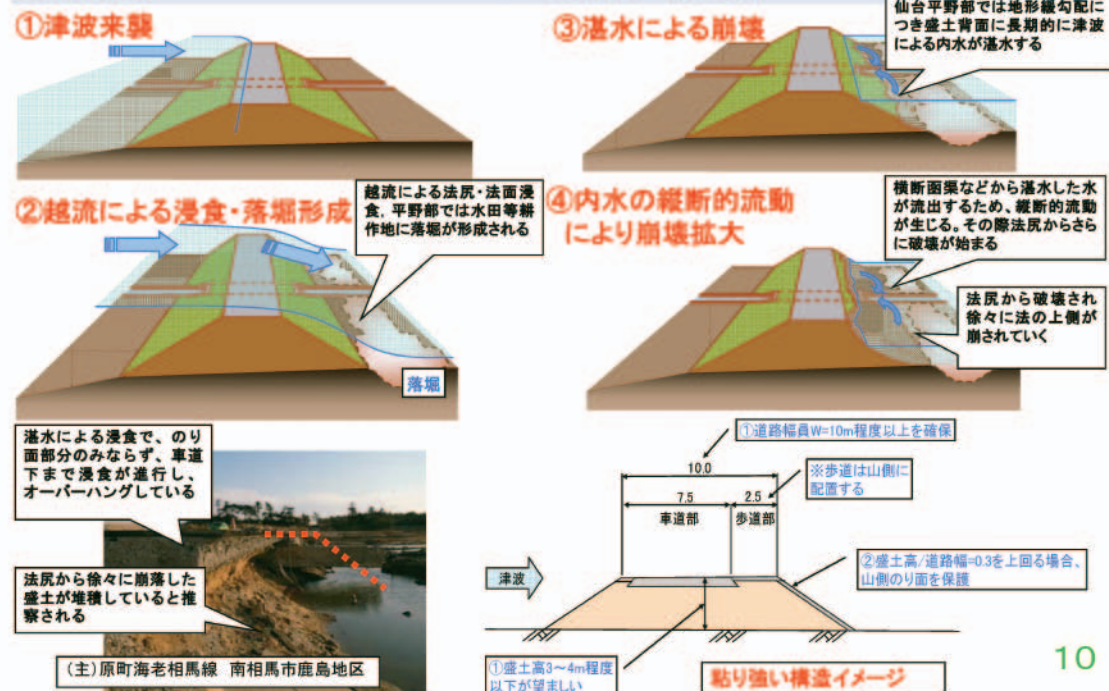 ①津波来襲
②越流による浸食・落堀形成
越流による法尻・法面浸
食．平野部では水田等耕
作地に落堀が形成される
落堀
③湛水による崩壊
仙台平野部では地形緩勾配に
つき盛土背面に長期的に津波
による内水が湛水する
④内水の縦断的流動
により崩壊拡大
横断函渠などから湛水した水
が流出するため、縦断的流動
が生じる。その際法尻からさら
に破壊が始まる
法尻から破壊され
徐々に法の上側が
崩されていく
湛水による浸食で、のり
面部分のみならず、車道
下まで浸食が進行し、
オーバーハングしている
法尻から徐々に崩落した
盛土が堆積していると推
察される
(主)原町海老相馬線 南相馬市鹿島地区
①道路幅員W=10m程度以上を確保
10.0
※歩道は山側に
配置する
7.5
2.5
車道部
歩道部
津波
②盛土高/道路幅=0.3を上回る場合、
山側のり面を保護
①盛土高3～4m程度
以下が望ましい
粘り強い構造イメージ
10